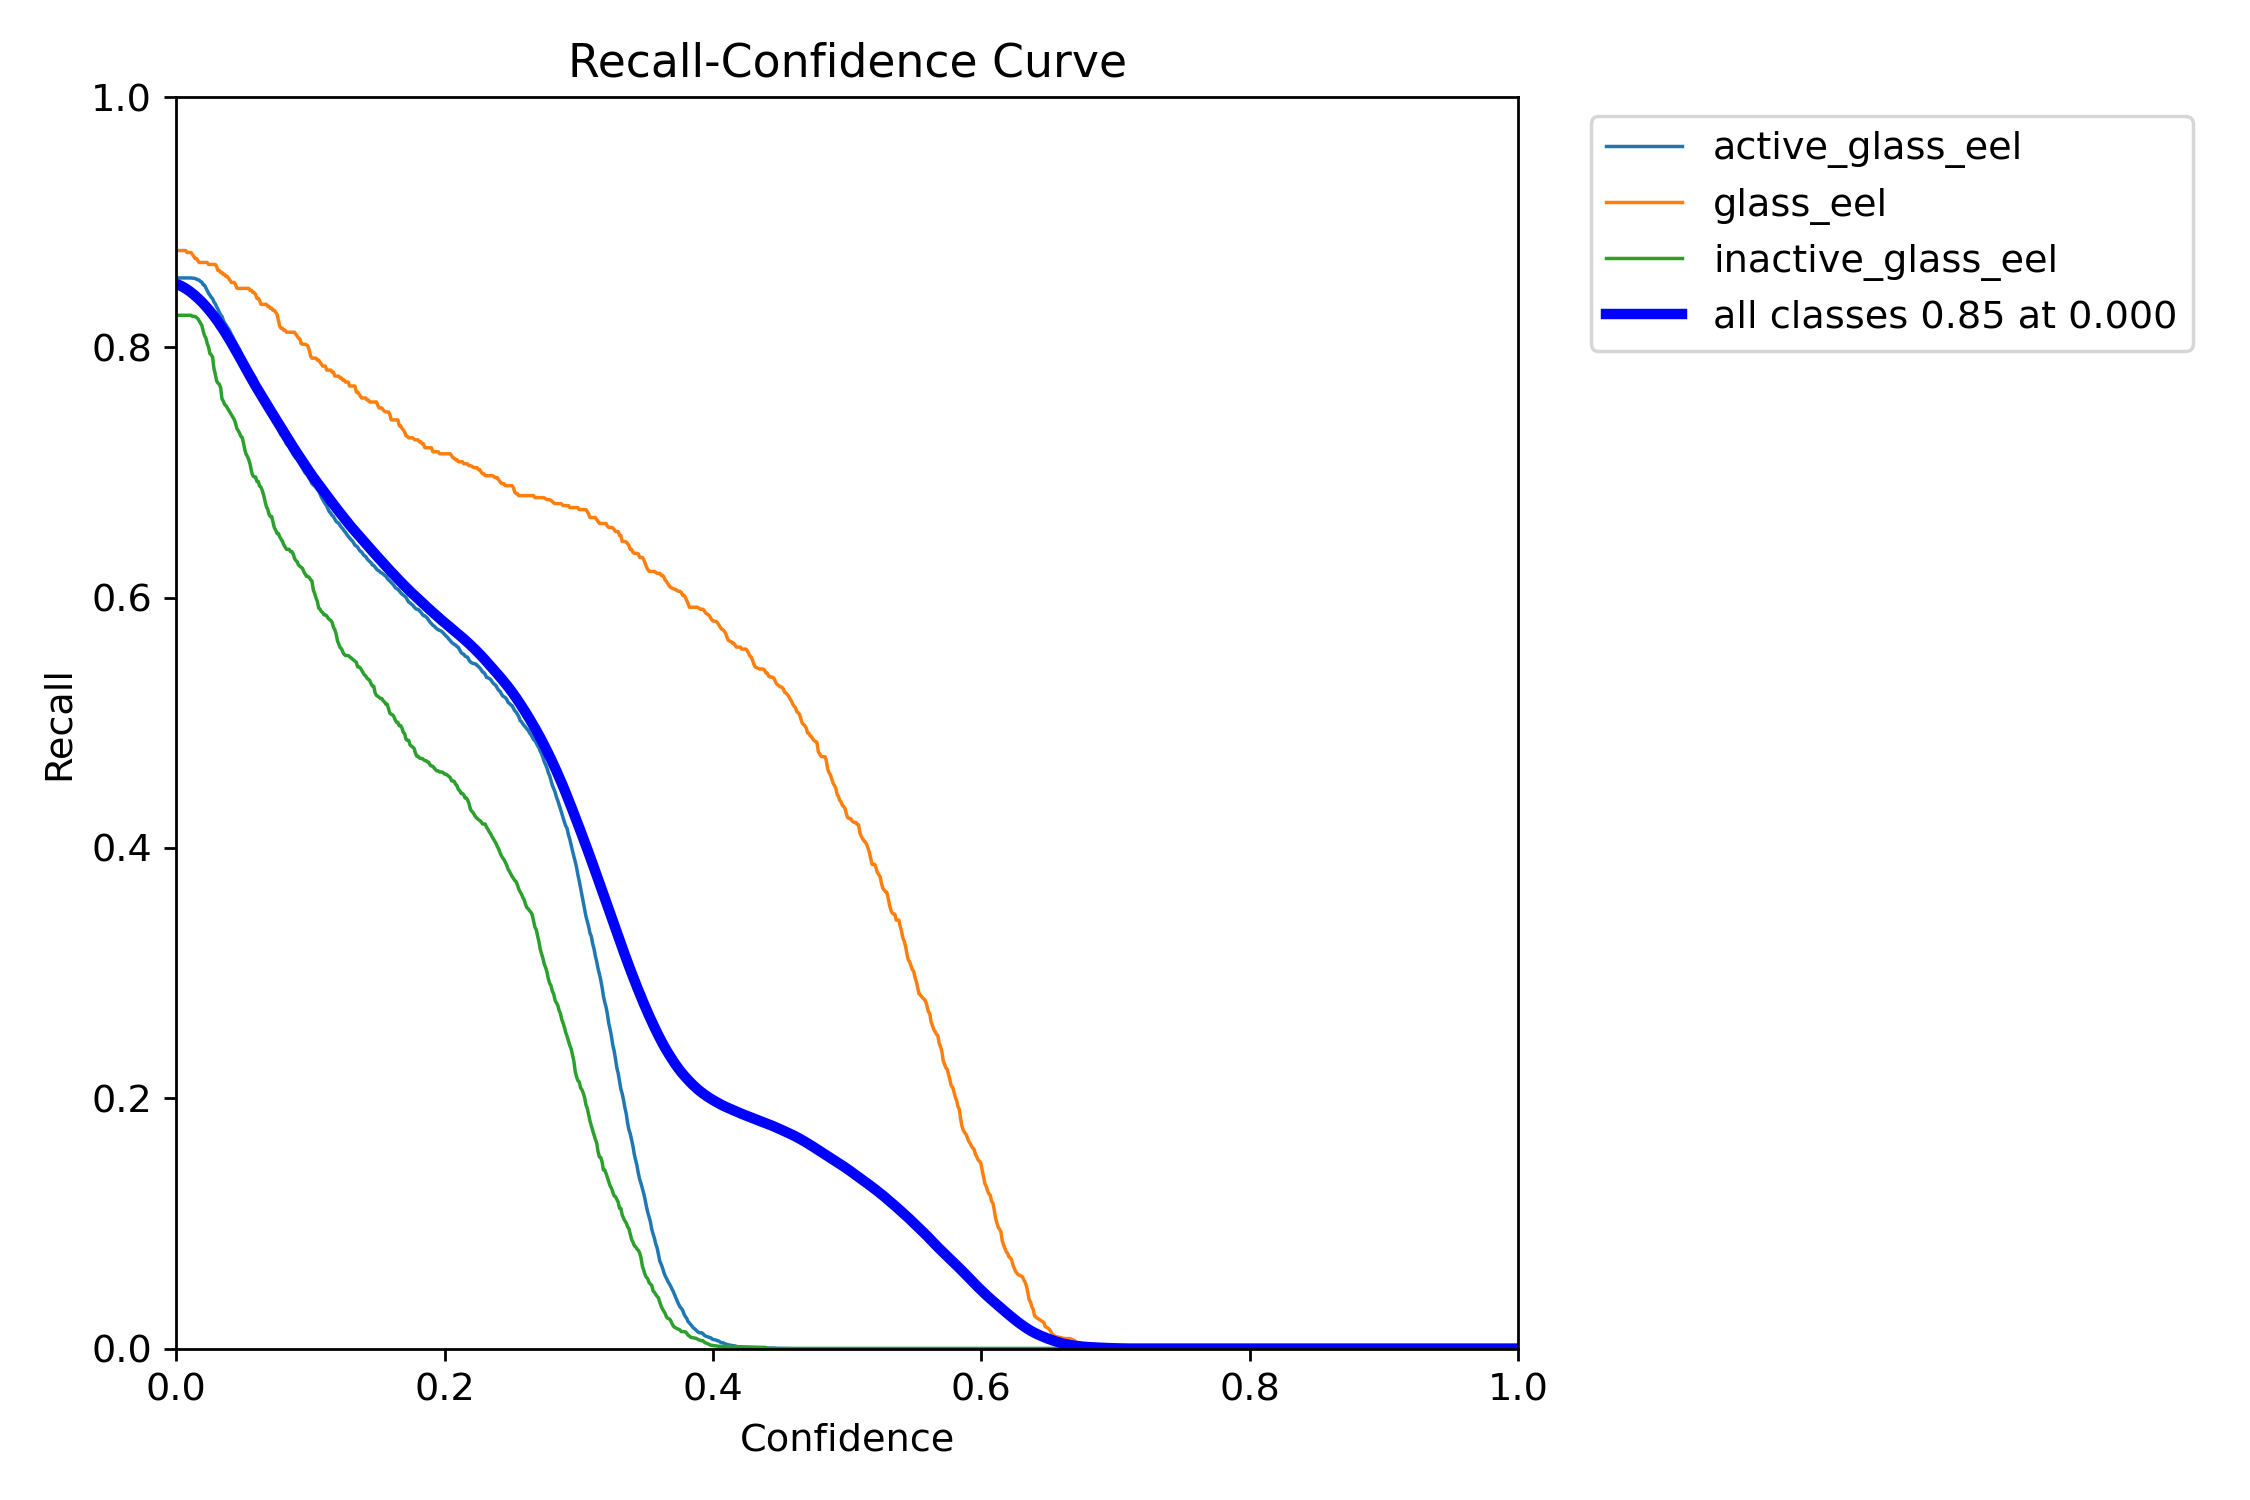 Recall-Confidence Curve
1.0
0.8
0.6
0.4
0.2
0.0
Recall
0.0 0.2 0.4 0.6 0.8 1.0
Confidence
active_glass_eel
glass_eel
inactive_glass_eel
all classes 0.85 at 0.000